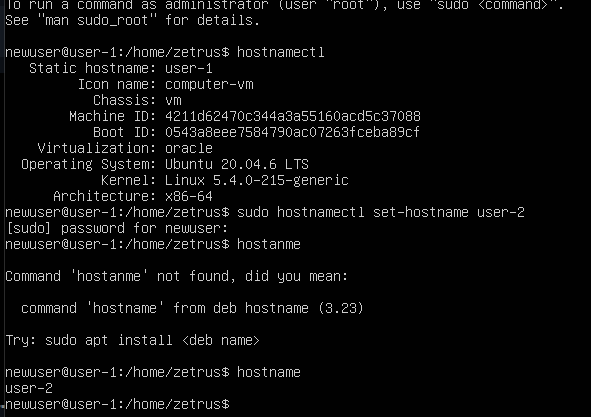 To run a command as administrator (user "root"), use "sudo <command>".
See "man sudo_root" for details.
newuser@user-1:/home/zetrus$ hostnamectl
Static hostname: user-1
Icon name: computer-vm
Chassis: vm
Machine ID: 4211d62470c344a3a55160acd5c37088
Boot ID: 0543a8eee7584790ac07263fceba89cf
Virtualization: oracle
Operating System: Ubuntu 20.04.6 LTS
Kernel: Linux 5.4.0-215-generic
Architecture: x86-64
newuser@user-1:/home/zetrus$ sudo hostnamectl set-hostname user-2
[sudo] password for newuser:
newuser@user-1:/home/zetrus$ hostanme
Command 'hostanme' not found, did you mean:
command 'hostname' from deb hostname (3.23)
Try: sudo apt install <deb name>
newuser@user-1:/home/zetrus$ hostname
user-2
newuser@user-1:/home/zetrus$